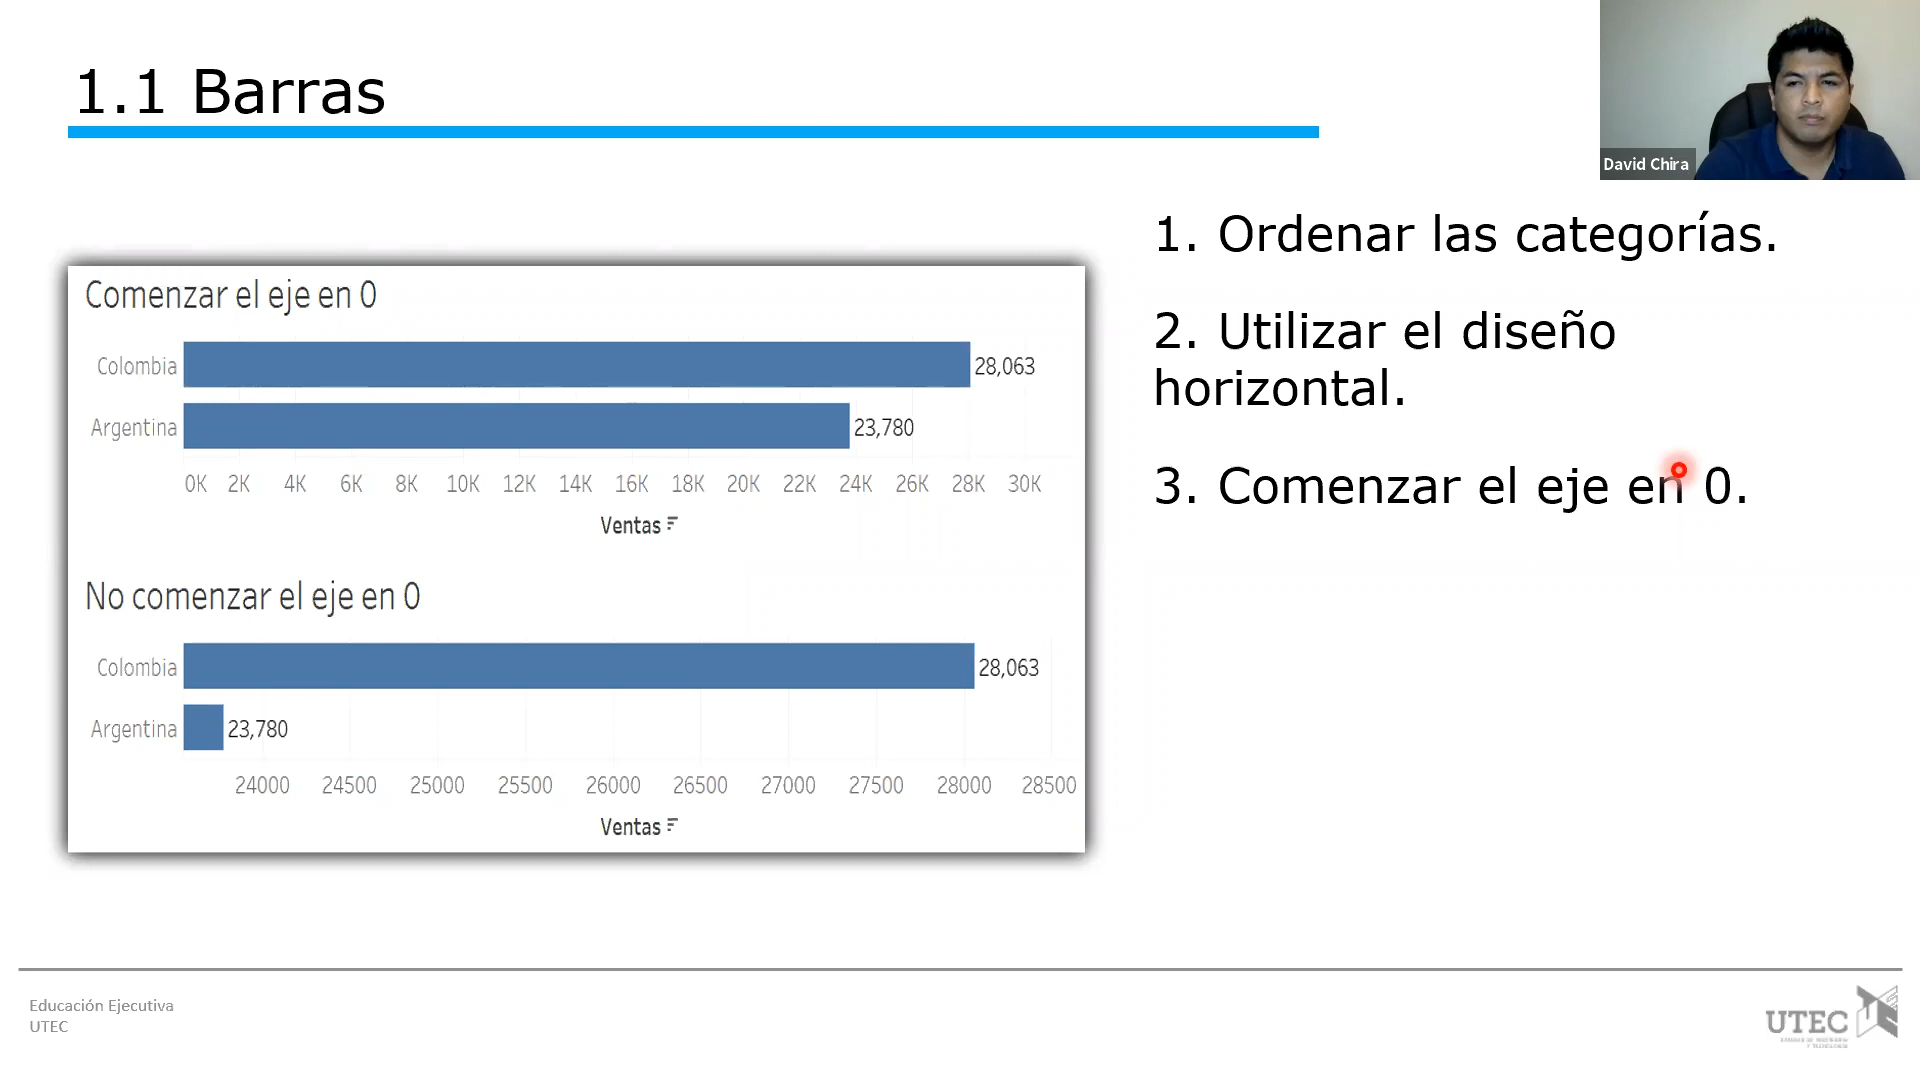 1.1 Barras
David Chira
Comenzar el eje en 0
Colombia 28,063
Argentina 23,780
0K 2K 4K 6K 8K 10K 12K 14K 16K 18K 20K 22K 24K 26K 28K 30K
Ventas
No comenzar el eje en 0
Colombia 28,063
Argentina 23,780
24000 24500 25000 25500 26000 26500 27000 27500 28000 28500
Ventas
1. Ordenar las categorías.
2. Utilizar el diseño
horizontal.
3. Comenzar el eje en 0.
Educación Ejecutiva
UTEC
UTEC